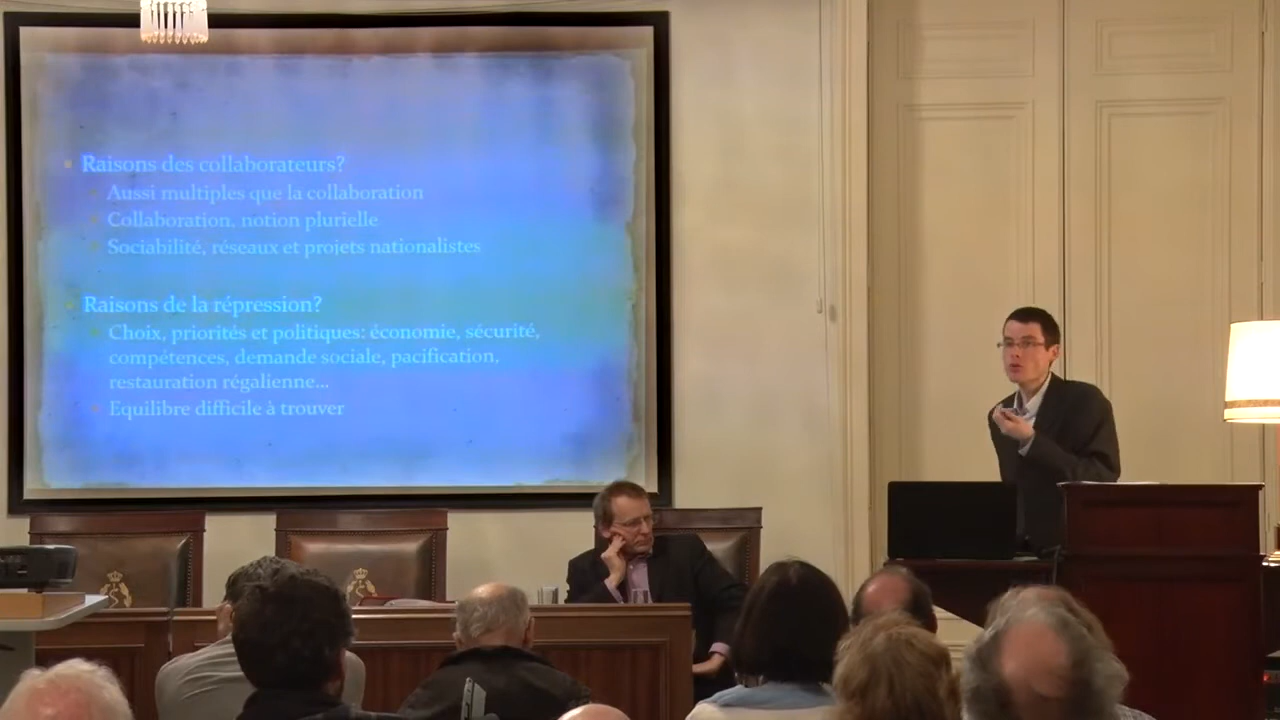 Raisons des collaborateurs?
Aussi multiples que la collaboration
Collaboration, notion plurielle
Sociabilité, réseaux et projets nationalistes
Raisons de la répression?
Choix, priorités et politiques: économie, sécurité,
compétences, demande sociale, pacification,
restauration régalienne...
Equilibre difficile à trouver